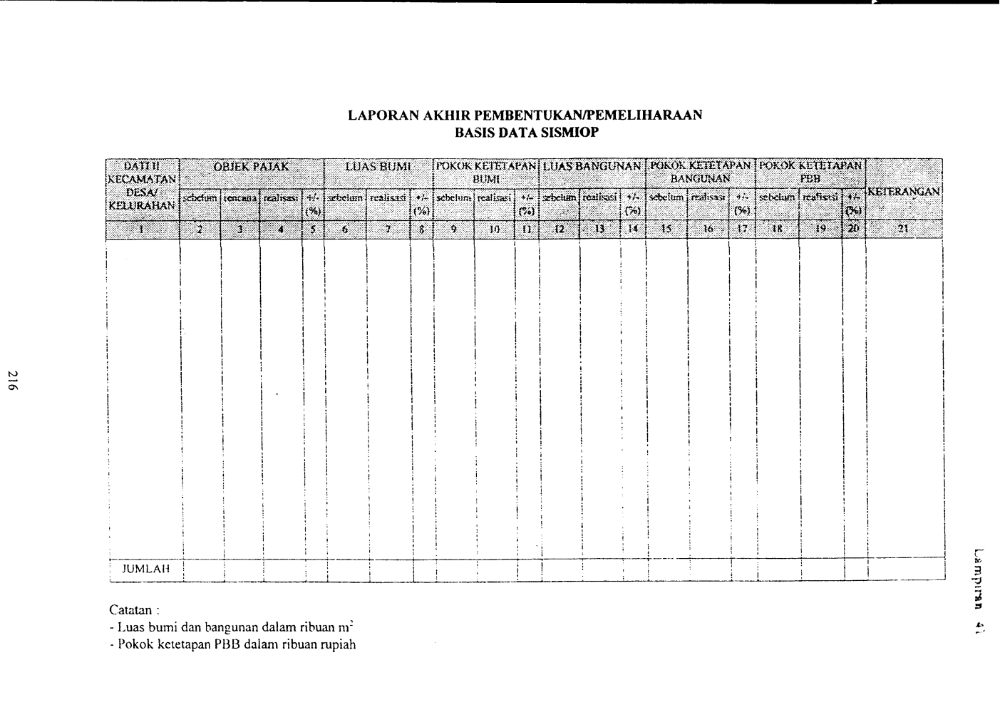 LAPORAN AKHIR PEMBENTUKAN/PEMELIHARAAN
BASIS DATA SISMIOP
DATI II KECAMATAN DESA/ KELURAHAN
OBJEK PAJAK
LUAS BUMI
POKOK KETETAPAN BUMI
LUAS BANGUNAN
POKOK KETETAPAN BANGUNAN
POKOK KETETAPAN PBB
KETERANGAN
sebelum rencana realisasi +/- (%) sebelum realisasi +/- (%) sebelum realisasi +/- (%) sebelum realisasi +/- (%) sebelum realisasi +/- (%) sebelum realisasi +/- (%)
1 2 3 4 5 6 7 8 9 10 11 12 13 14 15 16 17 18 19 20 21
JUMLAH
Catatan :
- Luas bumi dan bangunan dalam ribuan m²
- Pokok ketetapan PBB dalam ribuan rupiah
216
Lampiran